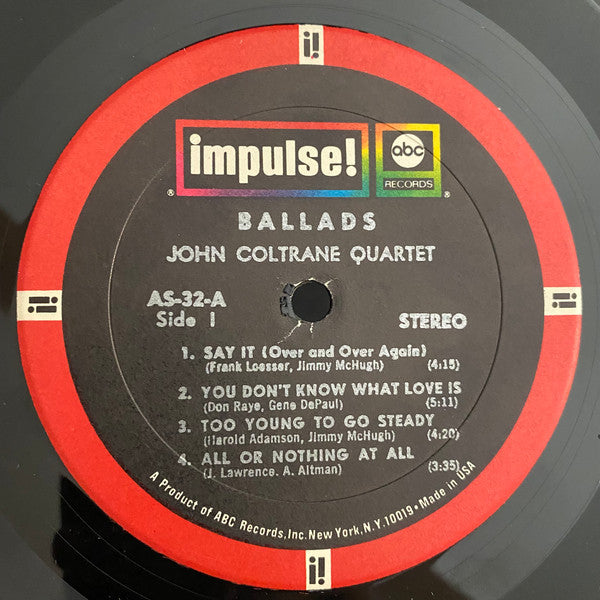 i!
impulse!
abc
RECORDS
®
®
BALLADS
JOHN COLTRANE QUARTET
AS-32-A
Side 1
STEREO
i!
i!
1. SAY IT (Over and Over Again)
(Frank Loesser, Jimmy McHugh) (4:15)
2. YOU DON'T KNOW WHAT LOVE IS
(Don Raye, Gene DePaul) (5:11)
3. TOO YOUNG TO GO STEADY
(Harold Adamson, Jimmy McHugh) (4:20)
4. ALL OR NOTHING AT ALL
(J. Lawrence, A. Altman) (3:35)
A Product of ABC Records, Inc. New York, N.Y. 10019 • Made in USA
i!